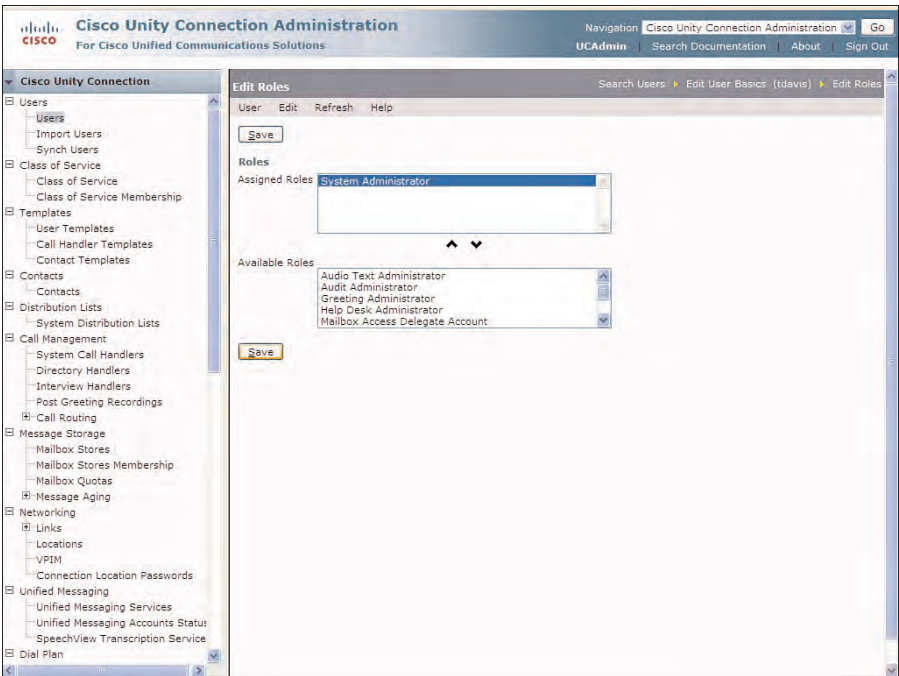 Cisco Unity Connection Administration
For Cisco Unified Communications Solutions
CISCO
Navigation Cisco Unity Connection Administration Go
UCAdmin | Search Documentation | About | Sign Out
Cisco Unity Connection
Users
Users
Import Users
Synch Users
Class of Service
Class of Service
Class of Service Membership
Templates
User Templates
Call Handler Templates
Contact Templates
Contacts
Contacts
Distribution Lists
System Distribution Lists
Call Management
System Call Handlers
Directory Handlers
Interview Handlers
Post Greeting Recordings
Call Routing
Message Storage
Mailbox Stores
Mailbox Stores Membership
Mailbox Quotas
Message Aging
Networking
Links
Locations
VPIM
Connection Location Passwords
Unified Messaging
Unified Messaging Services
Unified Messaging Accounts Status
SpeechView Transcription Service
Dial Plan
Edit Roles
Search Users Edit User Basics (tdavis) Edit Roles
User Edit Refresh Help
Save
Roles
Assigned Roles System Administrator
Available Roles
Audio Text Administrator
Audit Administrator
Greeting Administrator
Help Desk Administrator
Mailbox Access Delegate Account
Save